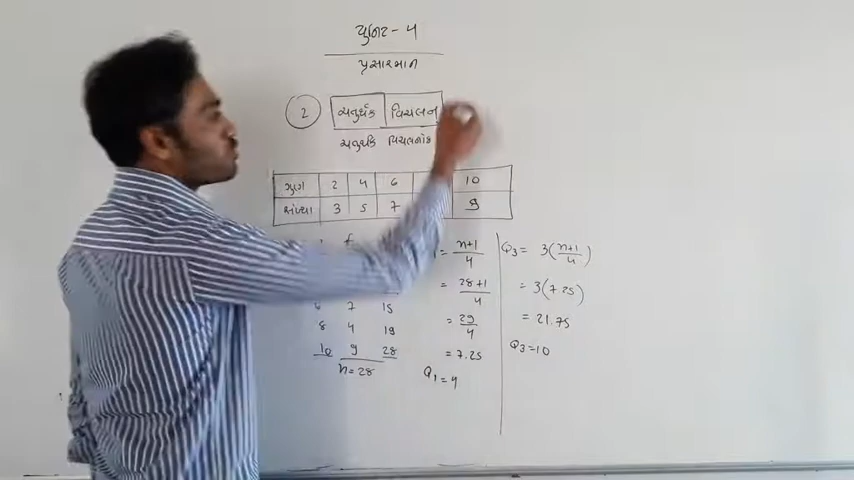 યુનિટ - 4
પ્રસારમાન
2 ચતુર્થક વિચલન
ચતુર્થક વિચલનાંક
ગુણ 2 4 6 10
સંખ્યા 3 5 7 9
6 7 15
8 4 19
10 9 28
n = 28
n+1 / 4
= 28+1 / 4
= 29 / 4
= 7.25
Q1 = 4
Q3 = 3(n+1 / 4)
= 3(7.25)
= 21.75
Q3 = 10